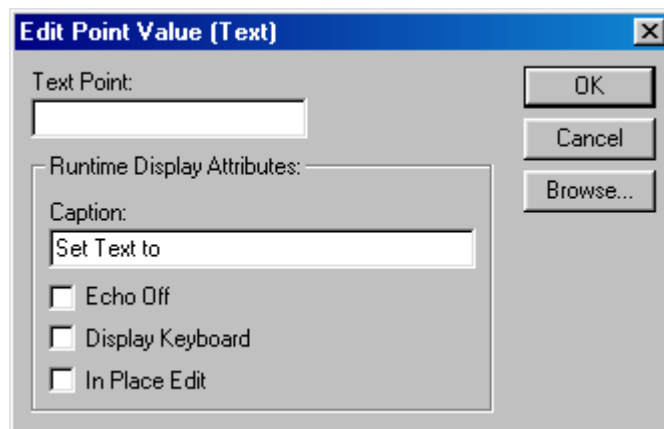 Edit Point Value (Text)
Text Point:
OK
Cancel
Browse...
Runtime Display Attributes:
Caption:
Set Text to
Echo Off
Display Keyboard
In Place Edit